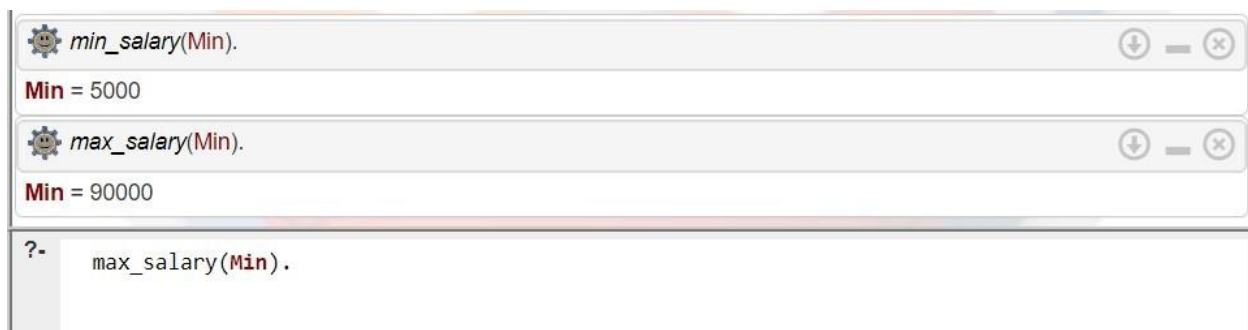 min_salary(Min).
Min = 5000
max_salary(Min).
Min = 90000
?- max_salary(Min).